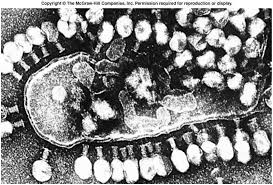 Copyright © The McGraw-Hill Companies, Inc. Permission required for reproduction or display.